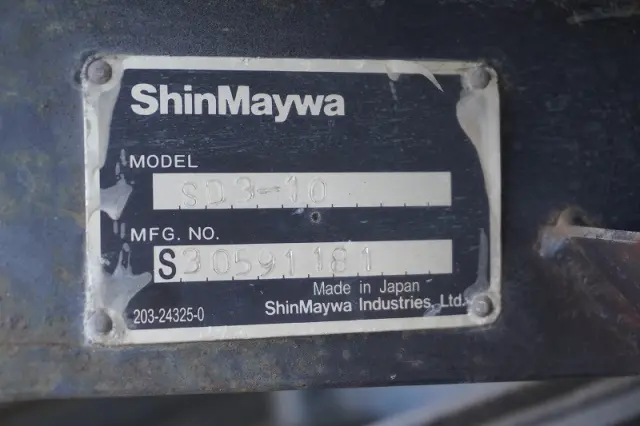 ShinMaywa
MODEL
SD3-10
MFG. NO.
S30591181
Made in Japan
203-24325-0 ShinMaywa Industries, Ltd.